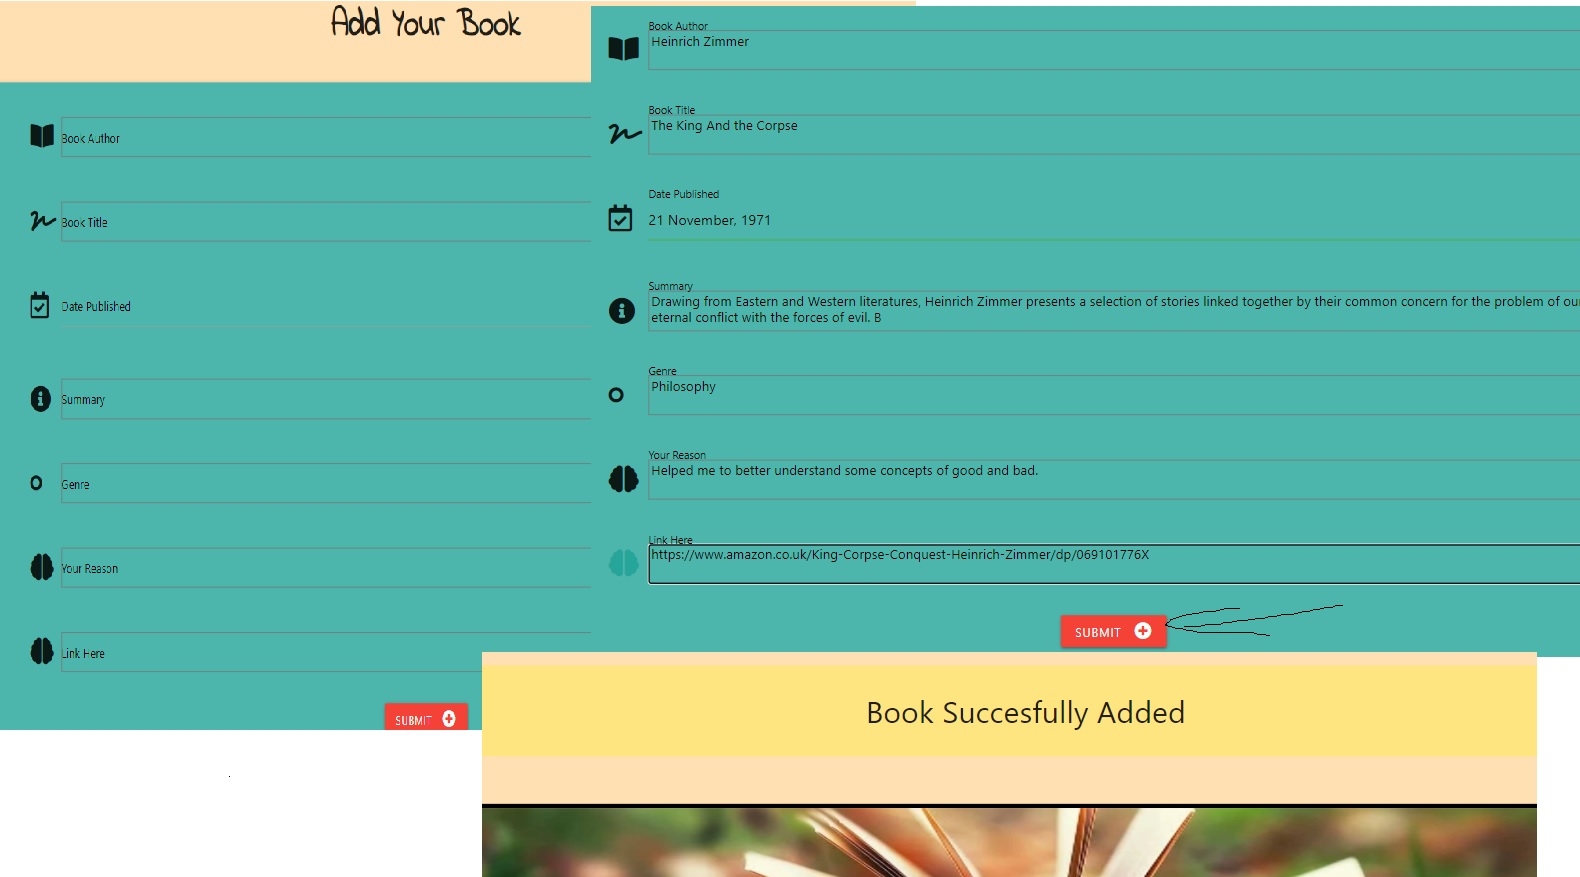 Add Your Book
Book Author
Book Title
Date Published
Summary
Genre
Your Reason
Link Here
SUBMIT
Book Author
Heinrich Zimmer
Book Title
The King And the Corpse
Date Published
21 November, 1971
Summary
Drawing from Eastern and Western literatures, Heinrich Zimmer presents a selection of stories linked together by their common concern for the problem of
eternal conflict with the forces of evil. B
Genre
Philosophy
Your Reason
Helped me to better understand some concepts of good and bad.
Link Here
https://www.amazon.co.uk/King-Corpse-Conquest-Heinrich-Zimmer/dp/069101776X
SUBMIT
Book Succesfully Added